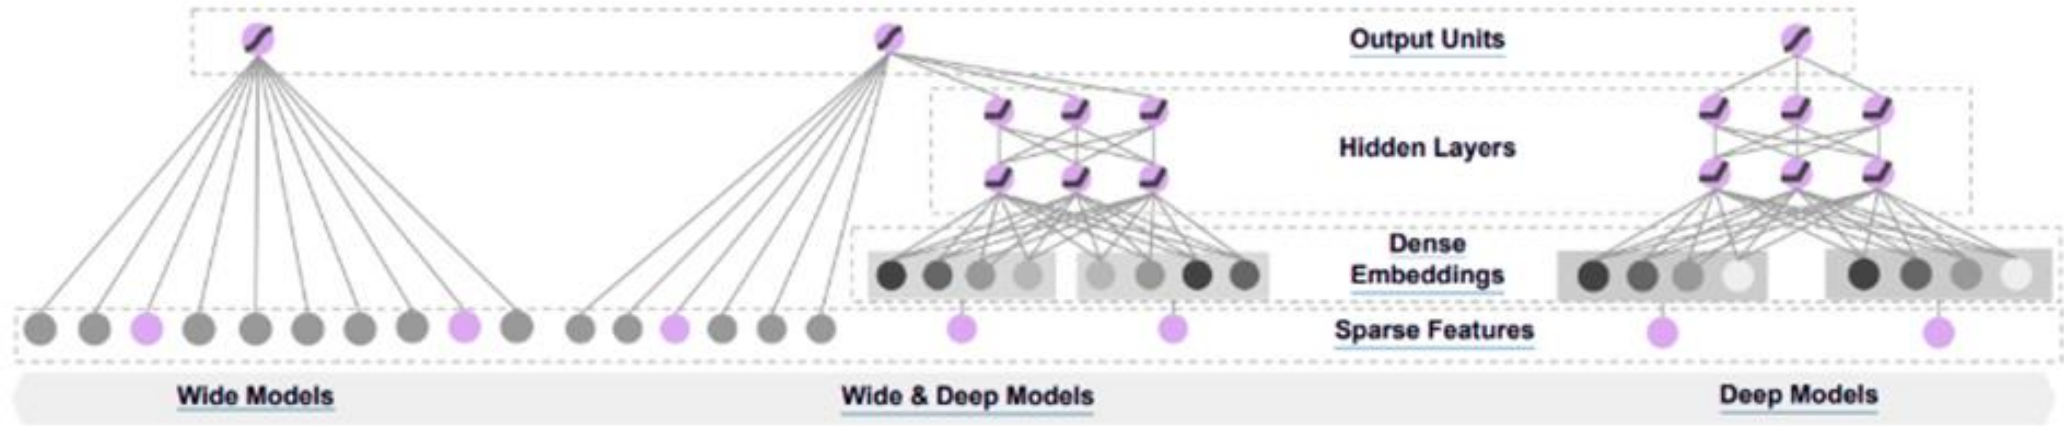 Output Units
Hidden Layers
Dense
Embeddings
Sparse Features
Wide Models
Wide & Deep Models
Deep Models